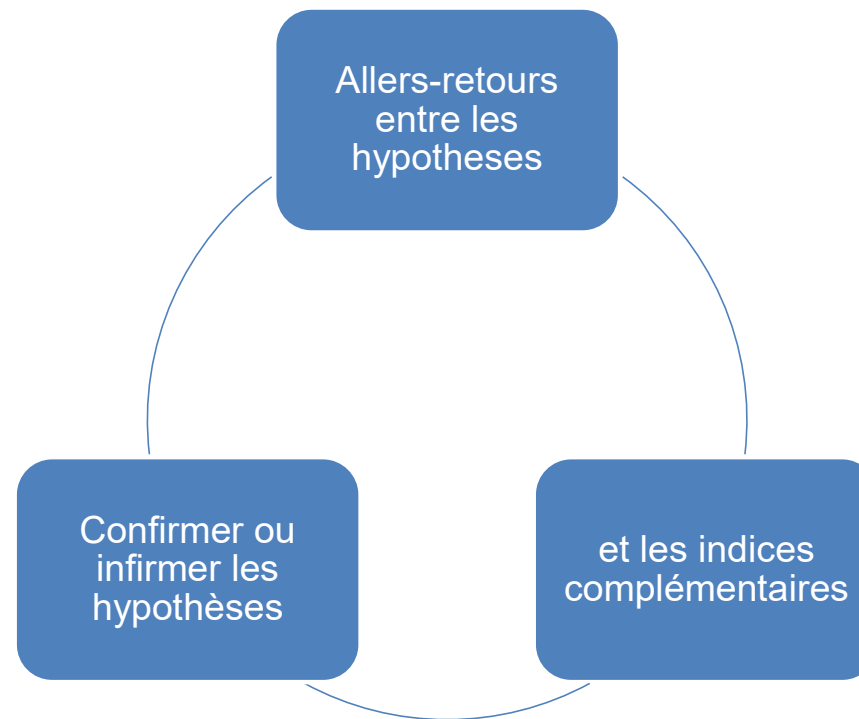 Allers-retours
entre les
hypotheses
et les indices
complémentaires
Confirmer ou
infirmer les
hypothèses